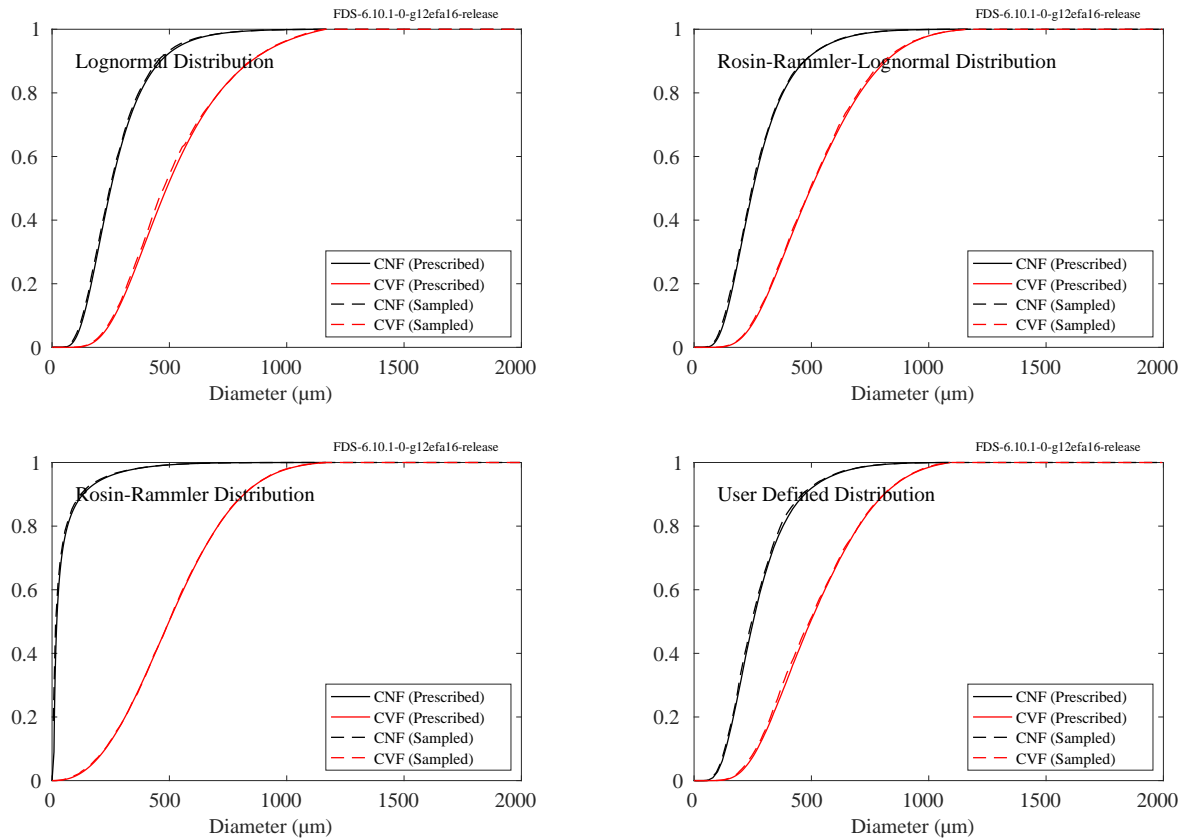 FDS-6.10.1-0-g12efa16-release
Lognormal Distribution
1
0.8
0.6
0.4
0.2
0
CNF (Prescribed)
CVF (Prescribed)
CNF (Sampled)
CVF (Sampled)
0 500 1000 1500 2000
Diameter (μm)
FDS-6.10.1-0-g12efa16-release
Rosin-Rammler-Lognormal Distribution
1
0.8
0.6
0.4
0.2
0
CNF (Prescribed)
CVF (Prescribed)
CNF (Sampled)
CVF (Sampled)
0 500 1000 1500 2000
Diameter (μm)
FDS-6.10.1-0-g12efa16-release
Rosin-Rammler Distribution
1
0.8
0.6
0.4
0.2
0
CNF (Prescribed)
CVF (Prescribed)
CNF (Sampled)
CVF (Sampled)
0 500 1000 1500 2000
Diameter (μm)
FDS-6.10.1-0-g12efa16-release
User Defined Distribution
1
0.8
0.6
0.4
0.2
0
CNF (Prescribed)
CVF (Prescribed)
CNF (Sampled)
CVF (Sampled)
0 500 1000 1500 2000
Diameter (μm)